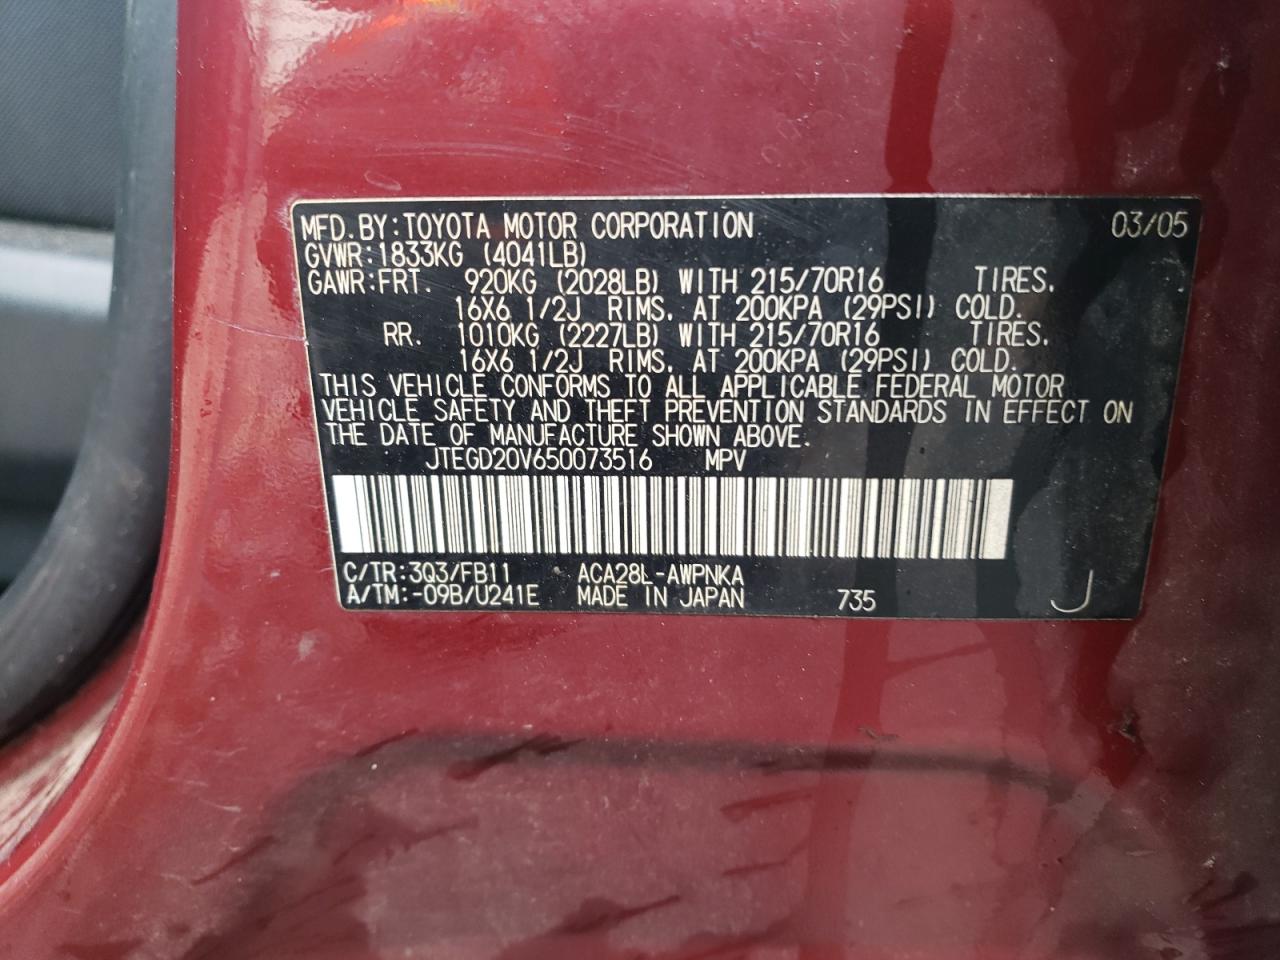 MFD. BY: TOYOTA MOTOR CORPORATION 03/05
GVWR: 1833KG (4041LB)
GAWR: FRT. 920KG (2028LB) WITH 215/70R16 TIRES.
16X6 1/2J RIMS. AT 200KPA (29PSI) COLD.
RR. 1010KG (2227LB) WITH 215/70R16 TIRES.
16X6 1/2J RIMS. AT 200KPA (29PSI) COLD.
THIS VEHICLE CONFORMS TO ALL APPLICABLE FEDERAL MOTOR
VEHICLE SAFETY AND THEFT PREVENTION STANDARDS IN EFFECT ON
THE DATE OF MANUFACTURE SHOWN ABOVE.
JTEGD20V650073516 MPV
C/TR: 3Q3/FB11 ACA28L-AWPNKA
A/TM: -09B/U241E MADE IN JAPAN 735 J